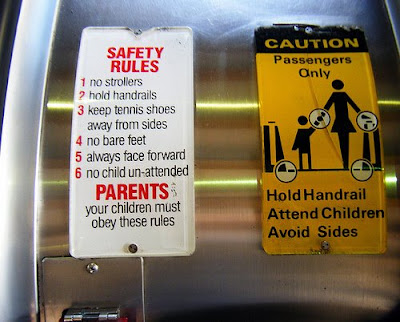 SAFETY
RULES
1 no strollers
2 hold handrails
3 keep tennis shoes
away from sides
4 no bare feet
5 always face forward
6 no child un-attended
PARENTS
your children must
obey these rules
CAUTION
Passengers
Only
Hold Handrail
Attend Children
Avoid Sides